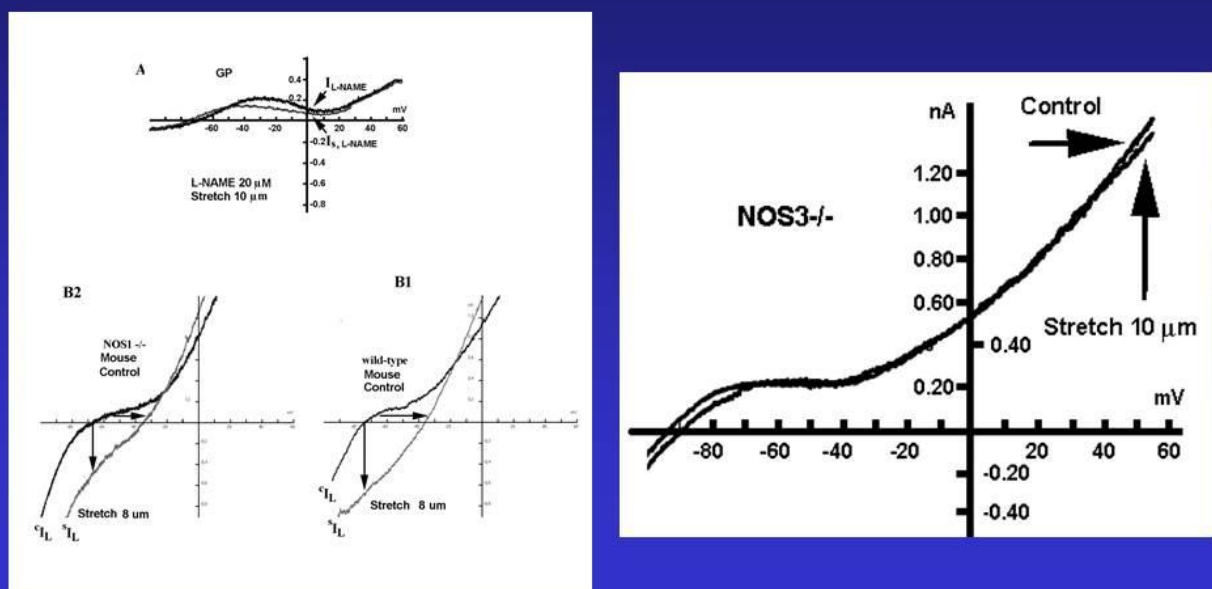 A
GP
I L-NAME
0.4
0.2
mV
-60 -40 -20 20 40 60
-0.2
I s, L-NAME
-0.4
-0.6
-0.8
L-NAME 20 μM
Stretch 10 μm
B2
NOS1 -/-
Mouse
Control
Stretch 8 um
cIL sIL
B1
wild-type
Mouse
Control
cIL
Stretch 8 um
sIL
nA
Control
1.20
1.00
NOS3-/-
0.80
0.60
Stretch 10 μm
0.40
0.20
mV
-80 -60 -40 -20 20 40 60
-0.20
-0.40